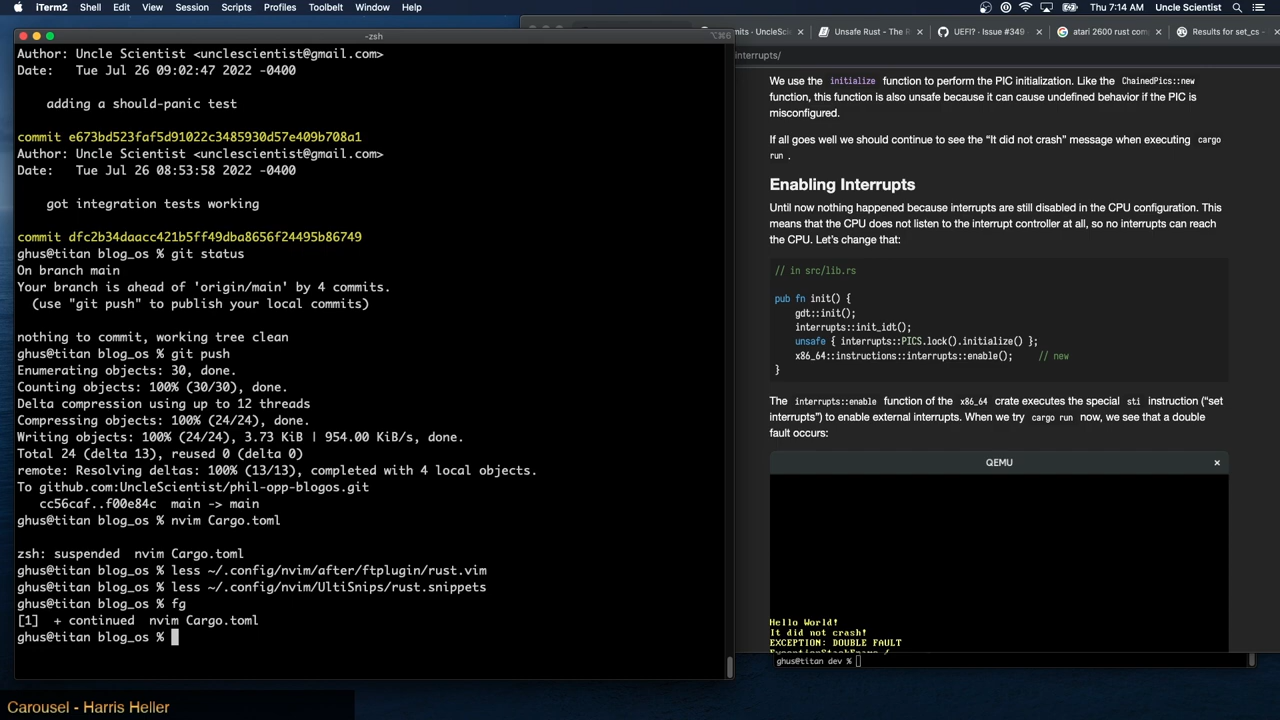 iTerm2 Shell Edit View Session Scripts Profiles Toolbelt Window Help
Thu 7:14 AM Uncle Scientist
-zsh
⌥⌘6
Author: Uncle Scientist <unclescientist@gmail.com>
Date: Tue Jul 26 09:02:47 2022 -0400
adding a should-panic test
commit e673bd523faf5d91022c3485930d57e409b708a1
Author: Uncle Scientist <unclescientist@gmail.com>
Date: Tue Jul 26 08:53:58 2022 -0400
got integration tests working
commit dfc2b34daacc421b5ff49dba8656f24495b86749
ghus@titan blog_os % git status
On branch main
Your branch is ahead of 'origin/main' by 4 commits.
(use "git push" to publish your local commits)
nothing to commit, working tree clean
ghus@titan blog_os % git push
Enumerating objects: 30, done.
Counting objects: 100% (30/30), done.
Delta compression using up to 12 threads
Compressing objects: 100% (24/24), done.
Writing objects: 100% (24/24), 3.73 KiB | 954.00 KiB/s, done.
Total 24 (delta 13), reused 0 (delta 0)
remote: Resolving deltas: 100% (13/13), completed with 4 local objects.
To github.com:UncleScientist/phil-opp-blogos.git
cc56caf..f00e84c main -> main
ghus@titan blog_os % nvim Cargo.toml
zsh: suspended nvim Cargo.toml
ghus@titan blog_os % less ~/.config/nvim/after/ftplugin/rust.vim
ghus@titan blog_os % less ~/.config/nvim/UltiSnips/rust.snippets
ghus@titan blog_os % fg
[1] + continued nvim Cargo.toml
ghus@titan blog_os %
mits · UncleSci × Unsafe Rust - The R × UEFI? · Issue #349 × atari 2600 rust com × Results for set_cs ×
interrupts/
We use the initialize function to perform the PIC initialization. Like the ChainedPics::new
function, this function is also unsafe because it can cause undefined behavior if the PIC is
misconfigured.
If all goes well we should continue to see the “It did not crash” message when executing cargo
run .
Enabling Interrupts
Until now nothing happened because interrupts are still disabled in the CPU configuration. This
means that the CPU does not listen to the interrupt controller at all, so no interrupts can reach
the CPU. Let’s change that:
// in src/lib.rs
pub fn init() {
gdt::init();
interrupts::init_idt();
unsafe { interrupts::PICS.lock().initialize() };
x86_64::instructions::interrupts::enable(); // new
}
The interrupts::enable function of the x86_64 crate executes the special sti instruction (“set
interrupts”) to enable external interrupts. When we try cargo run now, we see that a double
fault occurs:
QEMU ×
Hello World!
It did not crash!
EXCEPTION: DOUBLE FAULT
ghus@titan dev %
Carousel - Harris Heller